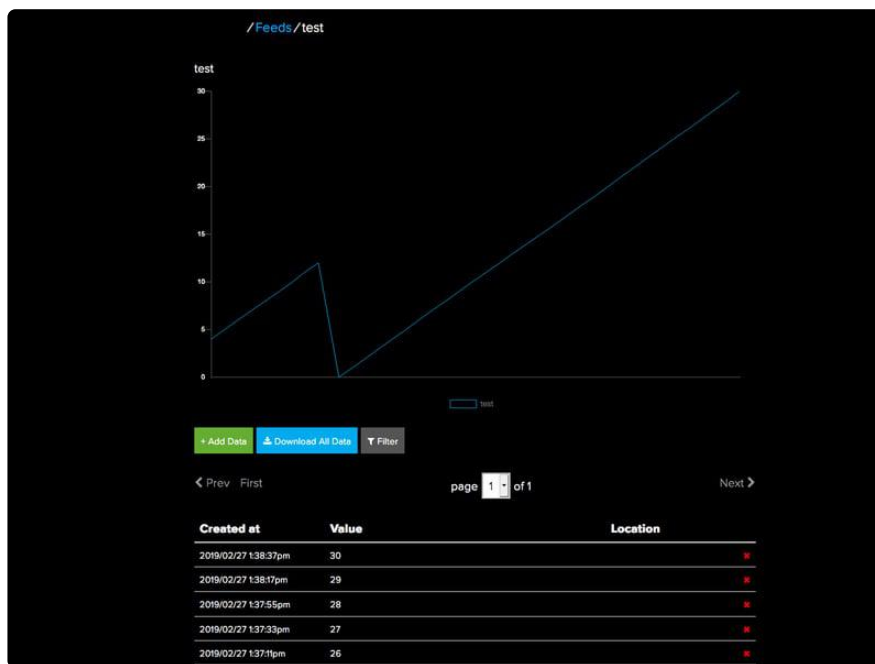 /Feeds/test
test
30
25
20
15
10
5
0
test
+ Add Data Download All Data Filter
Prev First page 1 of 1 Next
Created at Value Location
2019/02/27 1:38:37pm 30
2019/02/27 1:38:17pm 29
2019/02/27 1:37:55pm 28
2019/02/27 1:37:33pm 27
2019/02/27 1:37:11pm 26